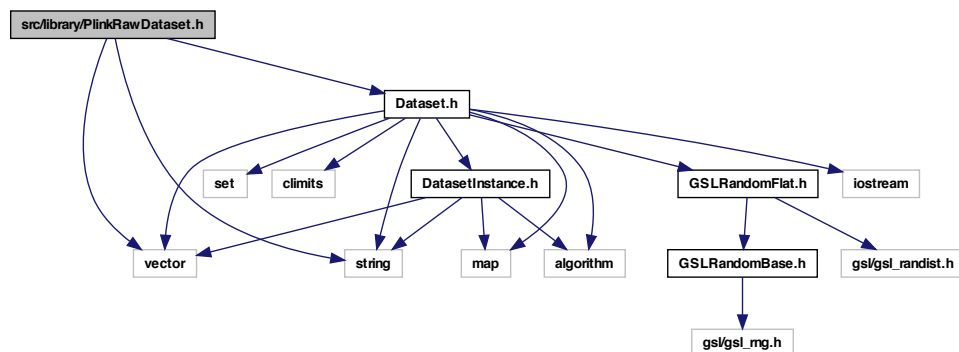 src/library/PlinkRawDataset.h
Dataset.h
set
climits
DatasetInstance.h
GSLRandomFlat.h
iostream
vector
string
map
algorithm
GSLRandomBase.h
gsl/gsl_randist.h
gsl/gsl_rng.h